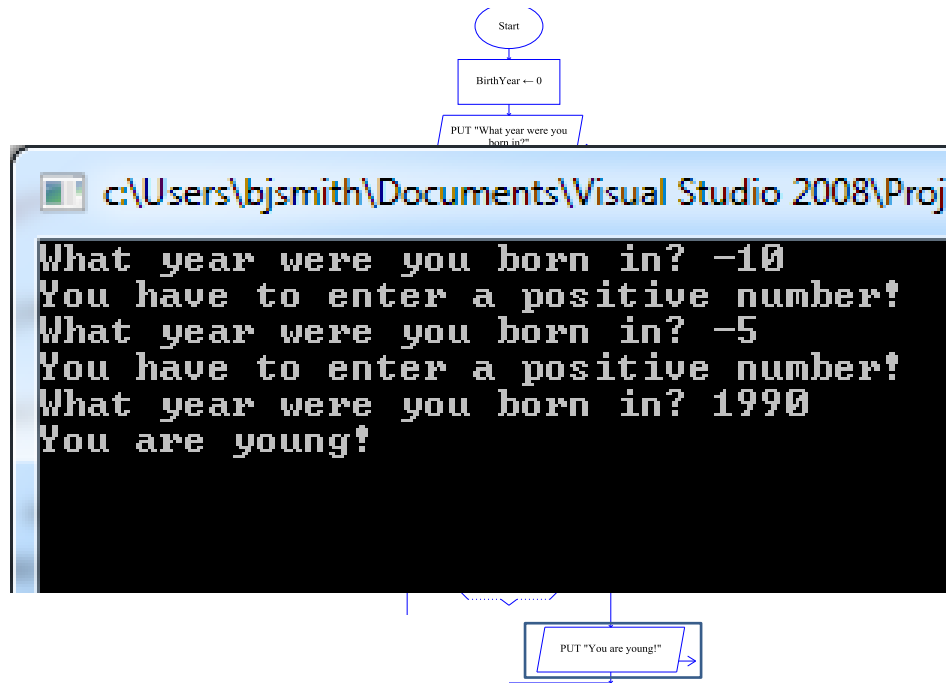 Start
BirthYear ← 0
PUT "What year were you
born in?"
c:\Users\bjsmith\Documents\Visual Studio 2008\Proj
What year were you born in? -10
You have to enter a positive number!
What year were you born in? -5
You have to enter a positive number!
What year were you born in? 1990
You are young!
PUT "You are young!"